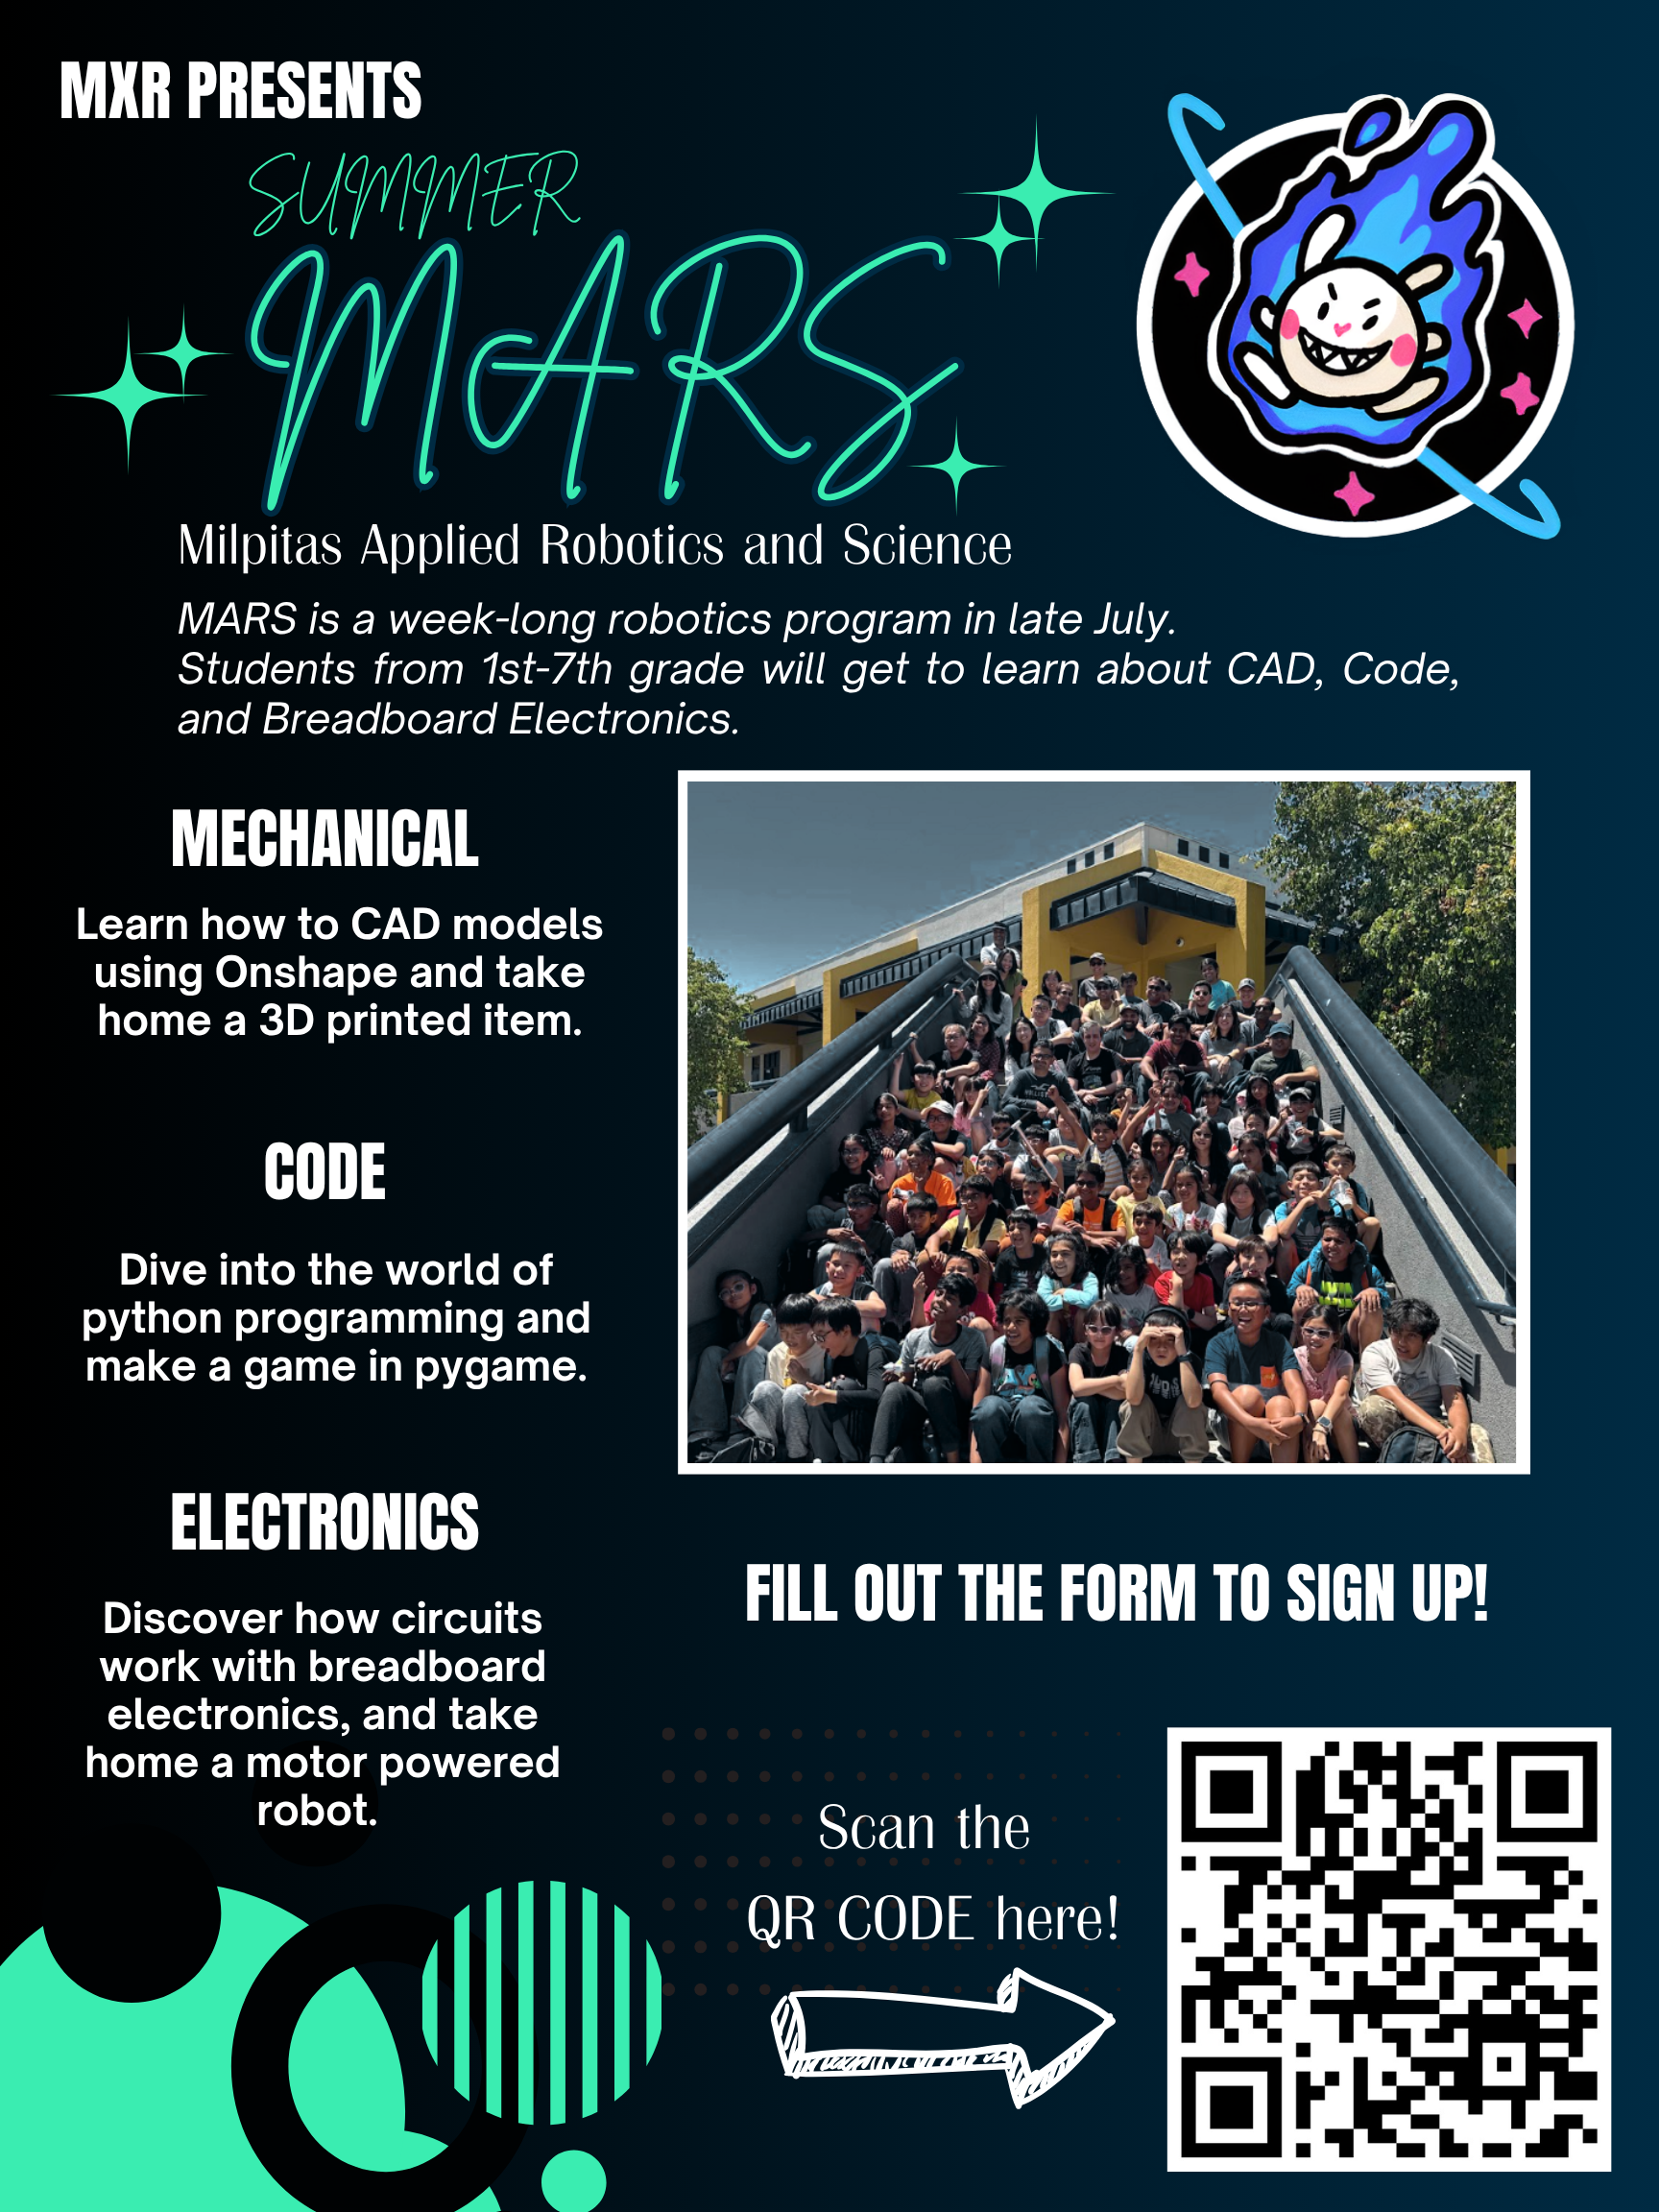 MXR PRESENTS
SUMMER
MARS
Milpitas Applied Robotics and Science
MARS is a week-long robotics program in late July.
Students from 1st-7th grade will get to learn about CAD, Code,
and Breadboard Electronics.
MECHANICAL
Learn how to CAD models
using Onshape and take
home a 3D printed item.
CODE
Dive into the world of
python programming and
make a game in pygame.
ELECTRONICS
Discover how circuits
work with breadboard
electronics, and take
home a motor powered
robot.
FILL OUT THE FORM TO SIGN UP!
Scan the
QR CODE here!